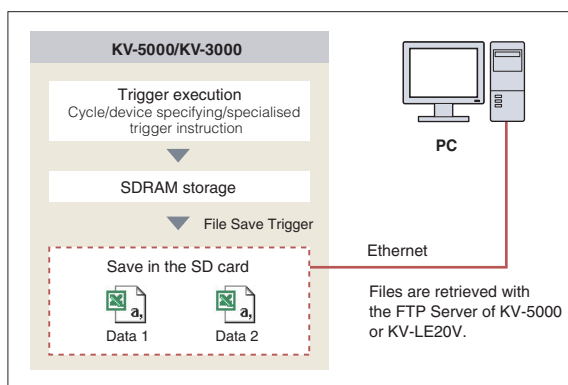 KV-5000/KV-3000
Trigger execution
Cycle/device specifying/specialised
trigger instruction
SDRAM storage
File Save Trigger
Save in the SD card
a,
a,
Data 1
Data 2
PC
Ethernet
Files are retrieved with
the FTP Server of KV-5000
or KV-LE20V.